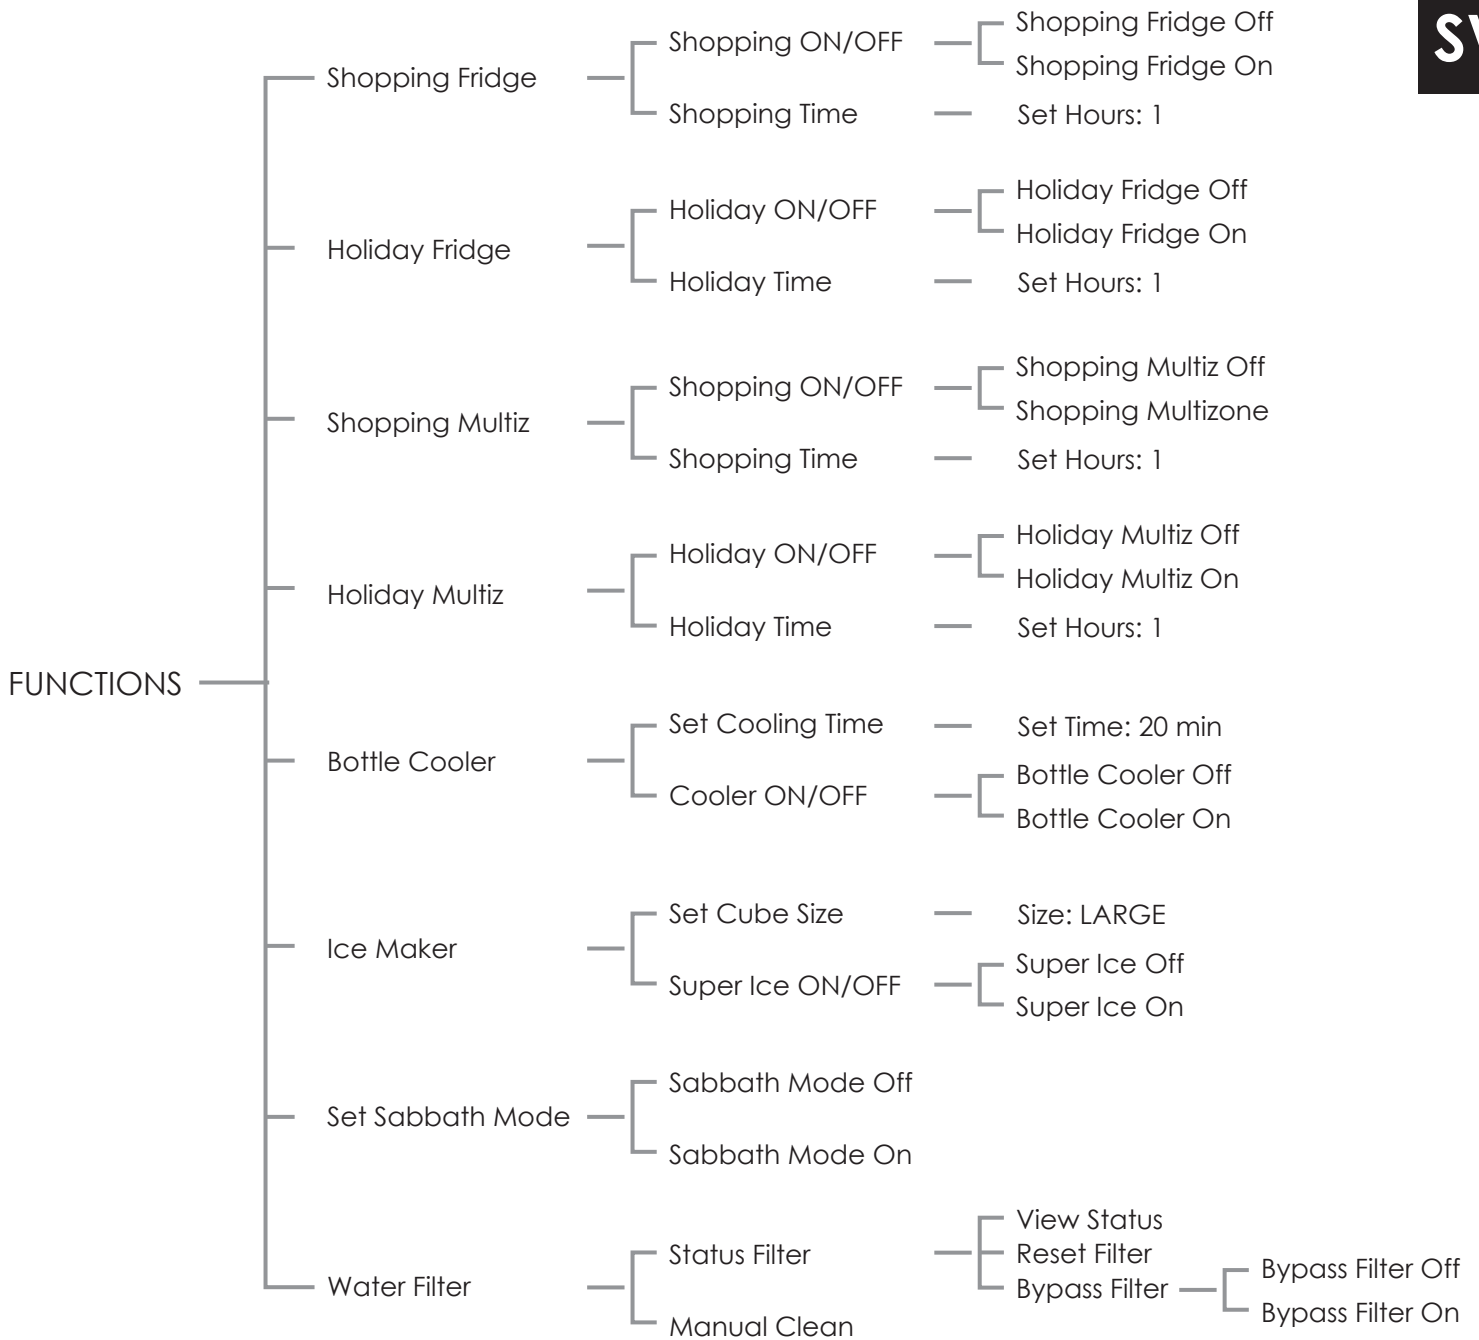 Shopping Fridge Off
Shopping ON/OFF
Shopping Fridge On
Shopping Fridge
Shopping Time
Set Hours: 1
Holiday Fridge Off
Holiday ON/OFF
Holiday Fridge On
Holiday Fridge
Holiday Time
Set Hours: 1
Shopping Multiz Off
Shopping ON/OFF
Shopping Multizone
Shopping Multiz
Shopping Time
Set Hours: 1
Holiday Multiz Off
Holiday ON/OFF
Holiday Multiz On
Holiday Multiz
Holiday Time
Set Hours: 1
FUNCTIONS
Set Cooling Time
Set Time: 20 min
Bottle Cooler
Bottle Cooler Off
Cooler ON/OFF
Bottle Cooler On
Set Cube Size
Size: LARGE
Ice Maker
Super Ice Off
Super Ice ON/OFF
Super Ice On
Sabbath Mode Off
Set Sabbath Mode
Sabbath Mode On
View Status
Status Filter
Reset Filter
Water Filter
Bypass Filter
Bypass Filter Off
Bypass Filter On
Manual Clean